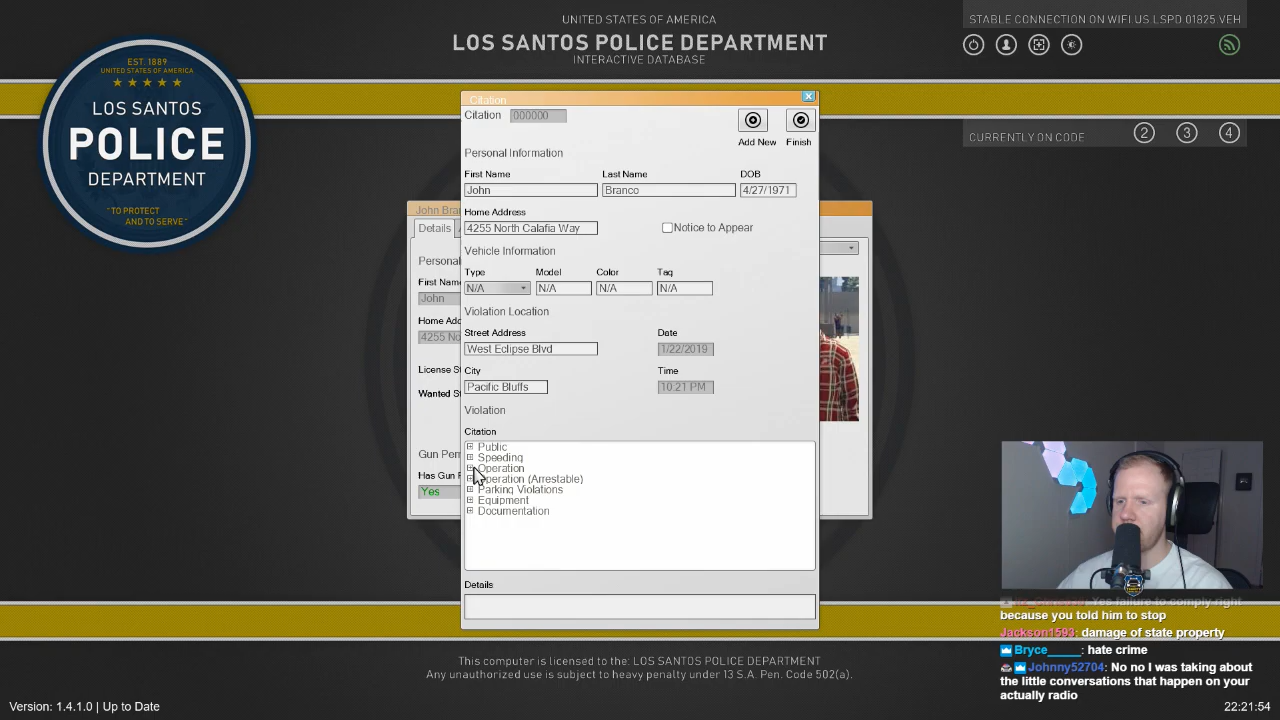 UNITED STATES OF AMERICA
LOS SANTOS POLICE DEPARTMENT
INTERACTIVE DATABASE
STABLE CONNECTION ON WIFI US.LSPD 01825 VEH
EST. 1889
UNITED STATES OF AMERICA
LOS SANTOS
POLICE
DEPARTMENT
"TO PROTECT
AND TO SERVE"
CURRENTLY ON CODE
2
3
4
Citation
Citation
000000
Add New
Finish
Personal Information
First Name
Last Name
DOB
John
Branco
4/27/1971
Home Address
4255 North Calafia Way
Notice to Appear
Vehicle Information
Type
Model
Color
Tag
N/A
N/A
N/A
N/A
Violation Location
Street Address
Date
West Eclipse Blvd
1/22/2019
City
Time
Pacific Bluffs
10:21 PM
Violation
Citation
Public
Speeding
Operation
Operation (Arrestable)
Parking Violations
Equipment
Documentation
Details
John Bra
Details
Personal
First Nam
John
Home Add
4255 No
License S
Wanted S
Gun Perm
Has Gun P
Yes
Yes failure to comply right
because you told him to stop
Jackson1593: damage of state property
Bryce_____: hate crime
Johnny52704: No no I was taking about
the little conversations that happen on your
actually radio
This computer is licensed to the: LOS SANTOS POLICE DEPARTMENT
Any unauthorized use is subject to heavy penalty under 13 S.A. Pen. Code 502(a).
Version: 1.4.1.0 | Up to Date
22:21:54